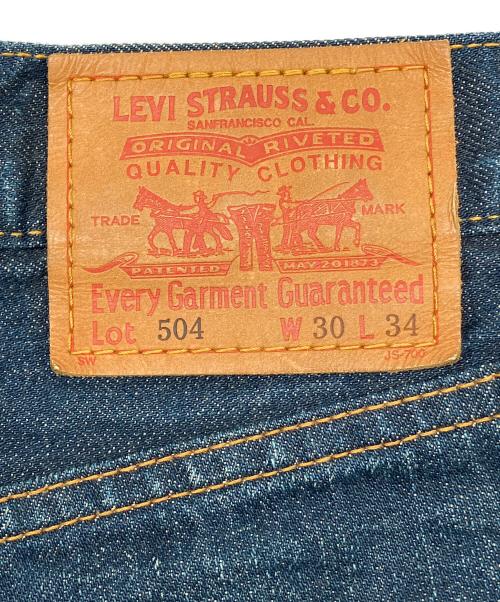 LEVI STRAUSS & CO.
SANFRANCISCO CAL.
ORIGINAL RIVETED
QUALITY CLOTHING
TRADE MARK
PATENTED MAY 20 1873
Every Garment Guaranteed
Lot 504 W 30 L 34
SW JS-700